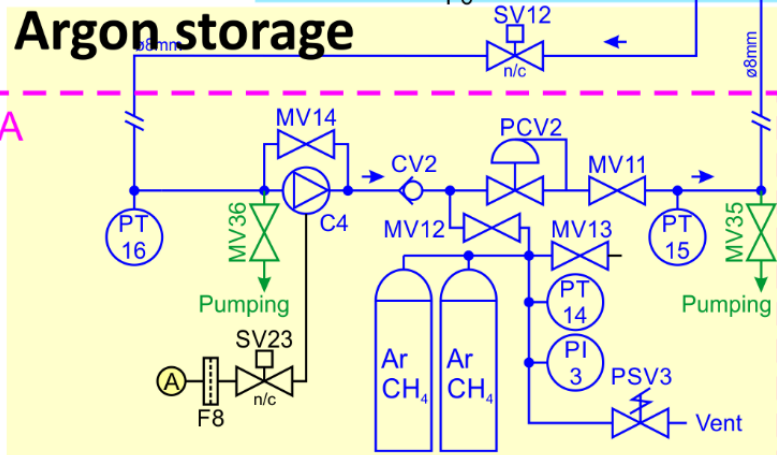 Argon storage
ø8mm
SV12
n/c
ø8mm
A
MV14
CV2
PCV2
MV11
PT
16
MV36
C4
MV12
MV13
PT
15
MV35
Pumping
Pumping
PT
14
SV23
n/c
A
F8
Ar
CH4
Ar
CH4
PI
3
PSV3
Vent